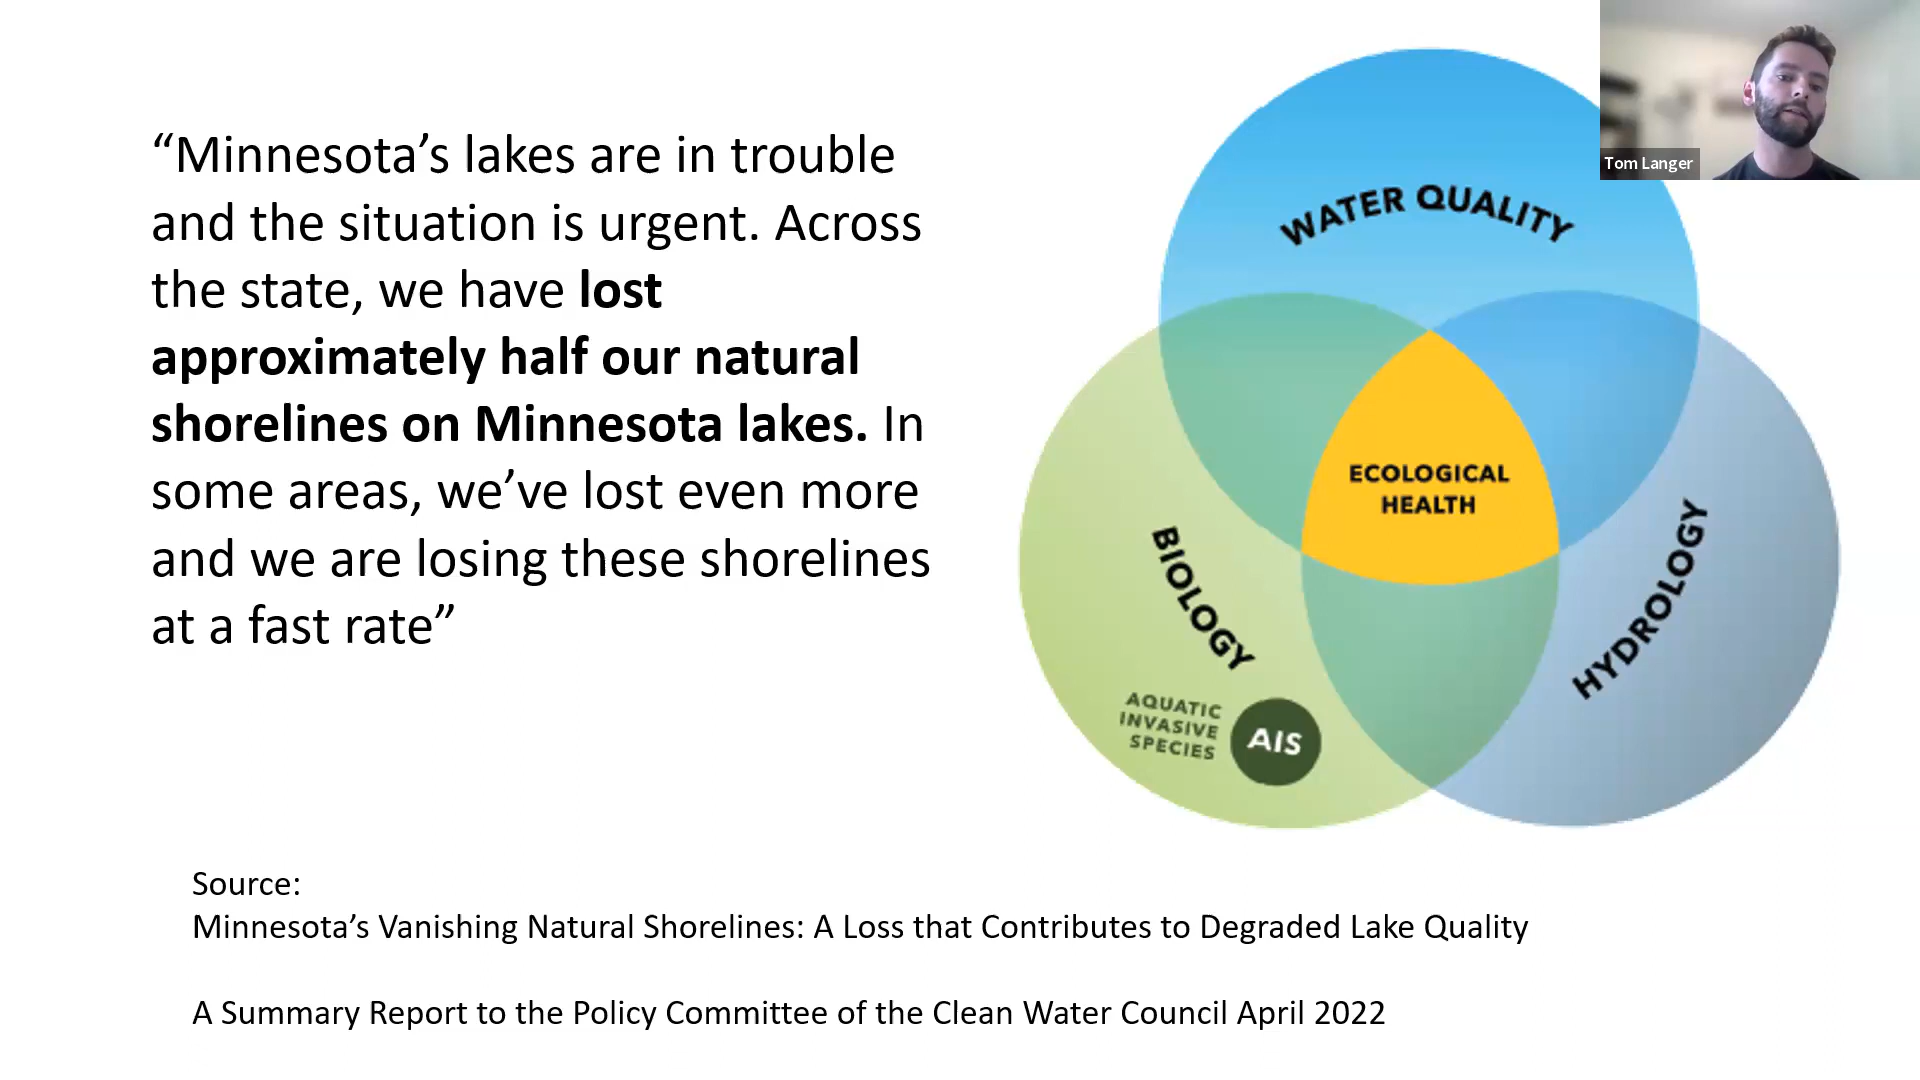 “Minnesota’s lakes are in trouble
and the situation is urgent. Across
the state, we have lost
approximately half our natural
shorelines on Minnesota lakes. In
some areas, we’ve lost even more
and we are losing these shorelines
at a fast rate”
WATER QUALITY
ECOLOGICAL
HEALTH
BIOLOGY
HYDROLOGY
AQUATIC
INVASIVE
SPECIES
AIS
Tom Langer
Source:
Minnesota’s Vanishing Natural Shorelines: A Loss that Contributes to Degraded Lake Quality
A Summary Report to the Policy Committee of the Clean Water Council April 2022